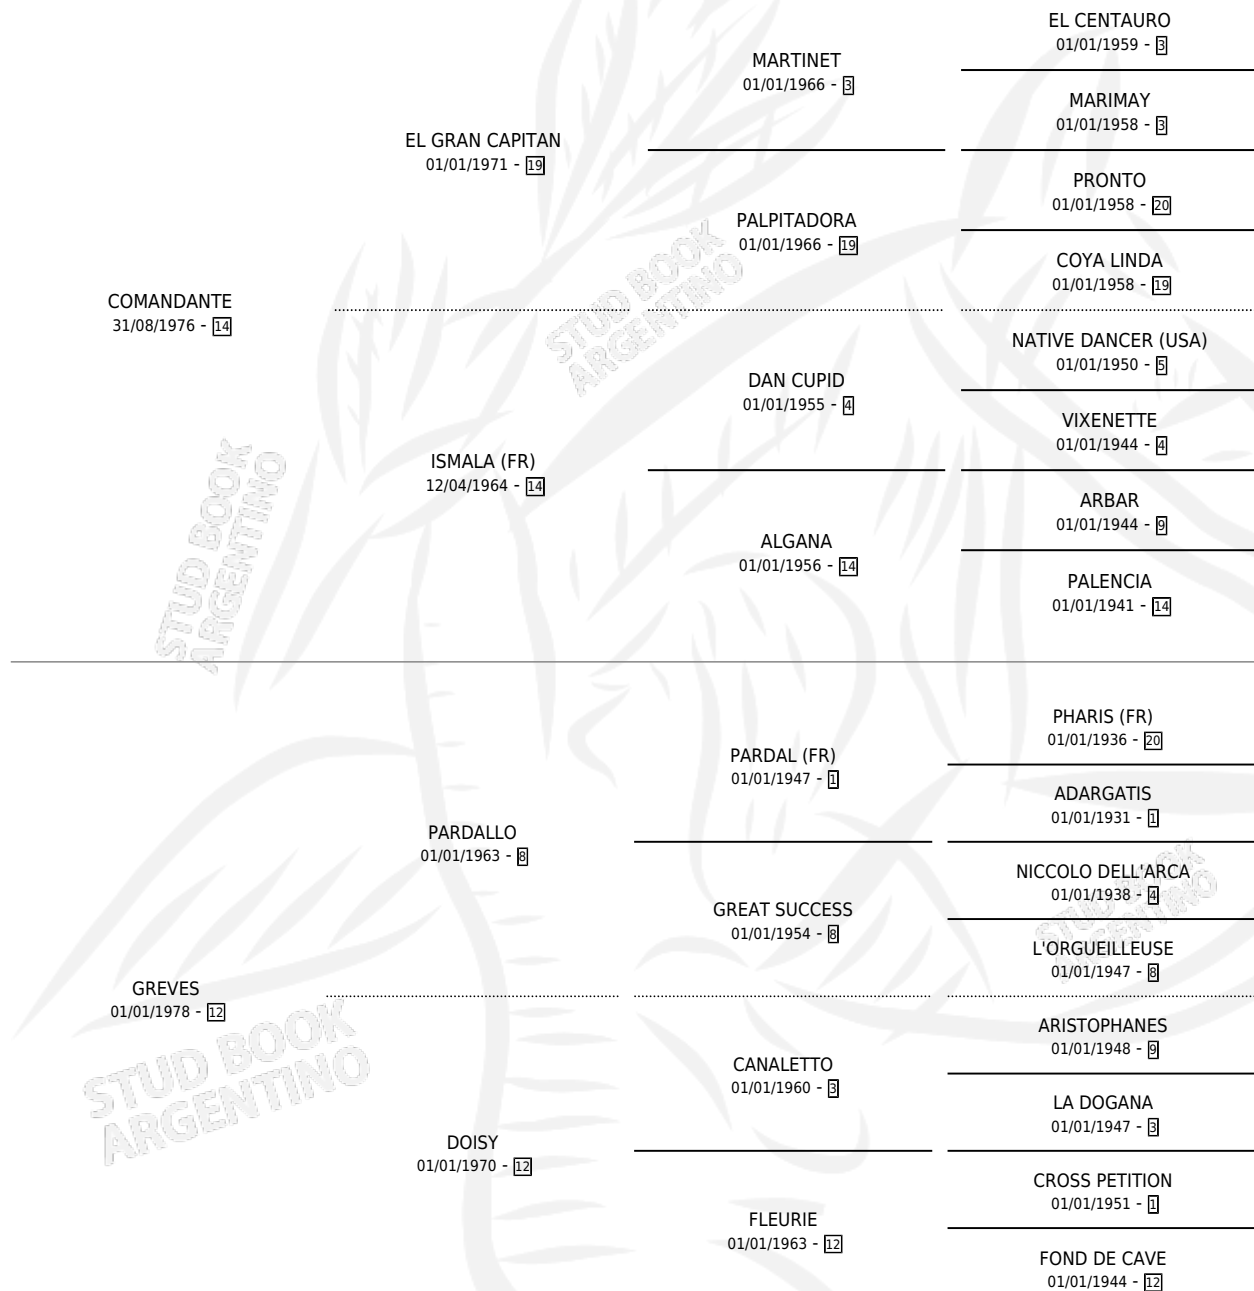 EL CENTAURO
01/01/1959 - 3
MARTINET
01/01/1966 - 3
MARIMAY
01/01/1958 - 3
EL GRAN CAPITAN
01/01/1971 - 19
PRONTO
01/01/1958 - 20
PALPITADORA
01/01/1966 - 19
COYA LINDA
01/01/1958 - 19
COMANDANTE
31/08/1976 - 14
NATIVE DANCER (USA)
01/01/1950 - 5
DAN CUPID
01/01/1955 - 4
VIXENETTE
01/01/1944 - 4
ISMALA (FR)
12/04/1964 - 14
ARBAR
01/01/1944 - 9
ALGANA
01/01/1956 - 14
PALENCIA
01/01/1941 - 14
PHARIS (FR)
01/01/1936 - 20
PARDAL (FR)
01/01/1947 - 1
ADARGATIS
01/01/1931 - 1
PARDALLO
01/01/1963 - 8
NICCOLO DELL'ARCA
01/01/1938 - 4
GREAT SUCCESS
01/01/1954 - 8
L'ORGUEILLEUSE
01/01/1947 - 8
GREVES
01/01/1978 - 12
ARISTOPHANES
01/01/1948 - 9
CANALETTO
01/01/1960 - 3
LA DOGANA
01/01/1947 - 3
DOISY
01/01/1970 - 12
CROSS PETITION
01/01/1951 - 1
FLEURIE
01/01/1963 - 12
FOND DE CAVE
01/01/1944 - 12
STUD BOOK
ARGENTINO
STUD BOOK
ARGENTINO
STUD BOOK
ARGENTINO
STUD BOOK
ARGENTINO